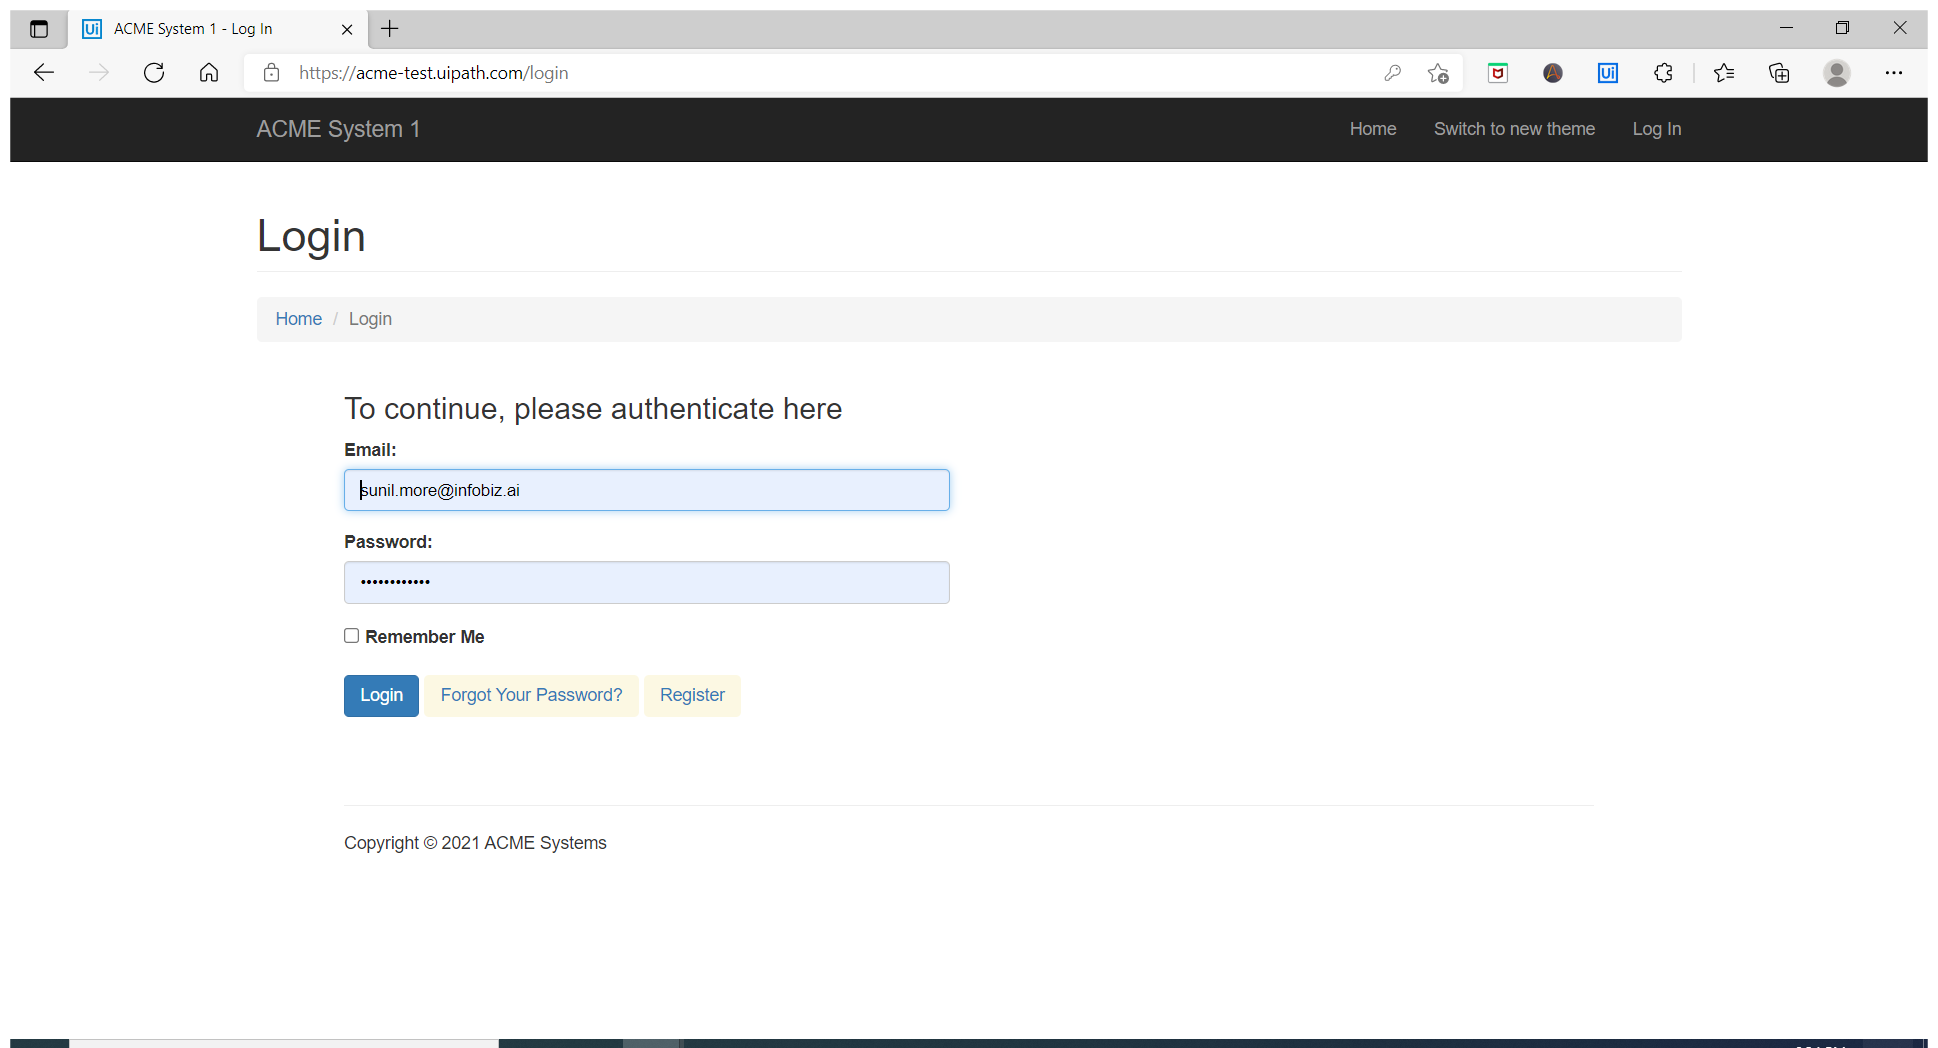 ACME System 1 - Log In
https://acme-test.uipath.com/login
ACME System 1 Home Switch to new theme Log In
Login
Home / Login
To continue, please authenticate here
Email:
sunil.more@infobiz.ai
Password:
••••••••••••
Remember Me
Login Forgot Your Password? Register
Copyright © 2021 ACME Systems